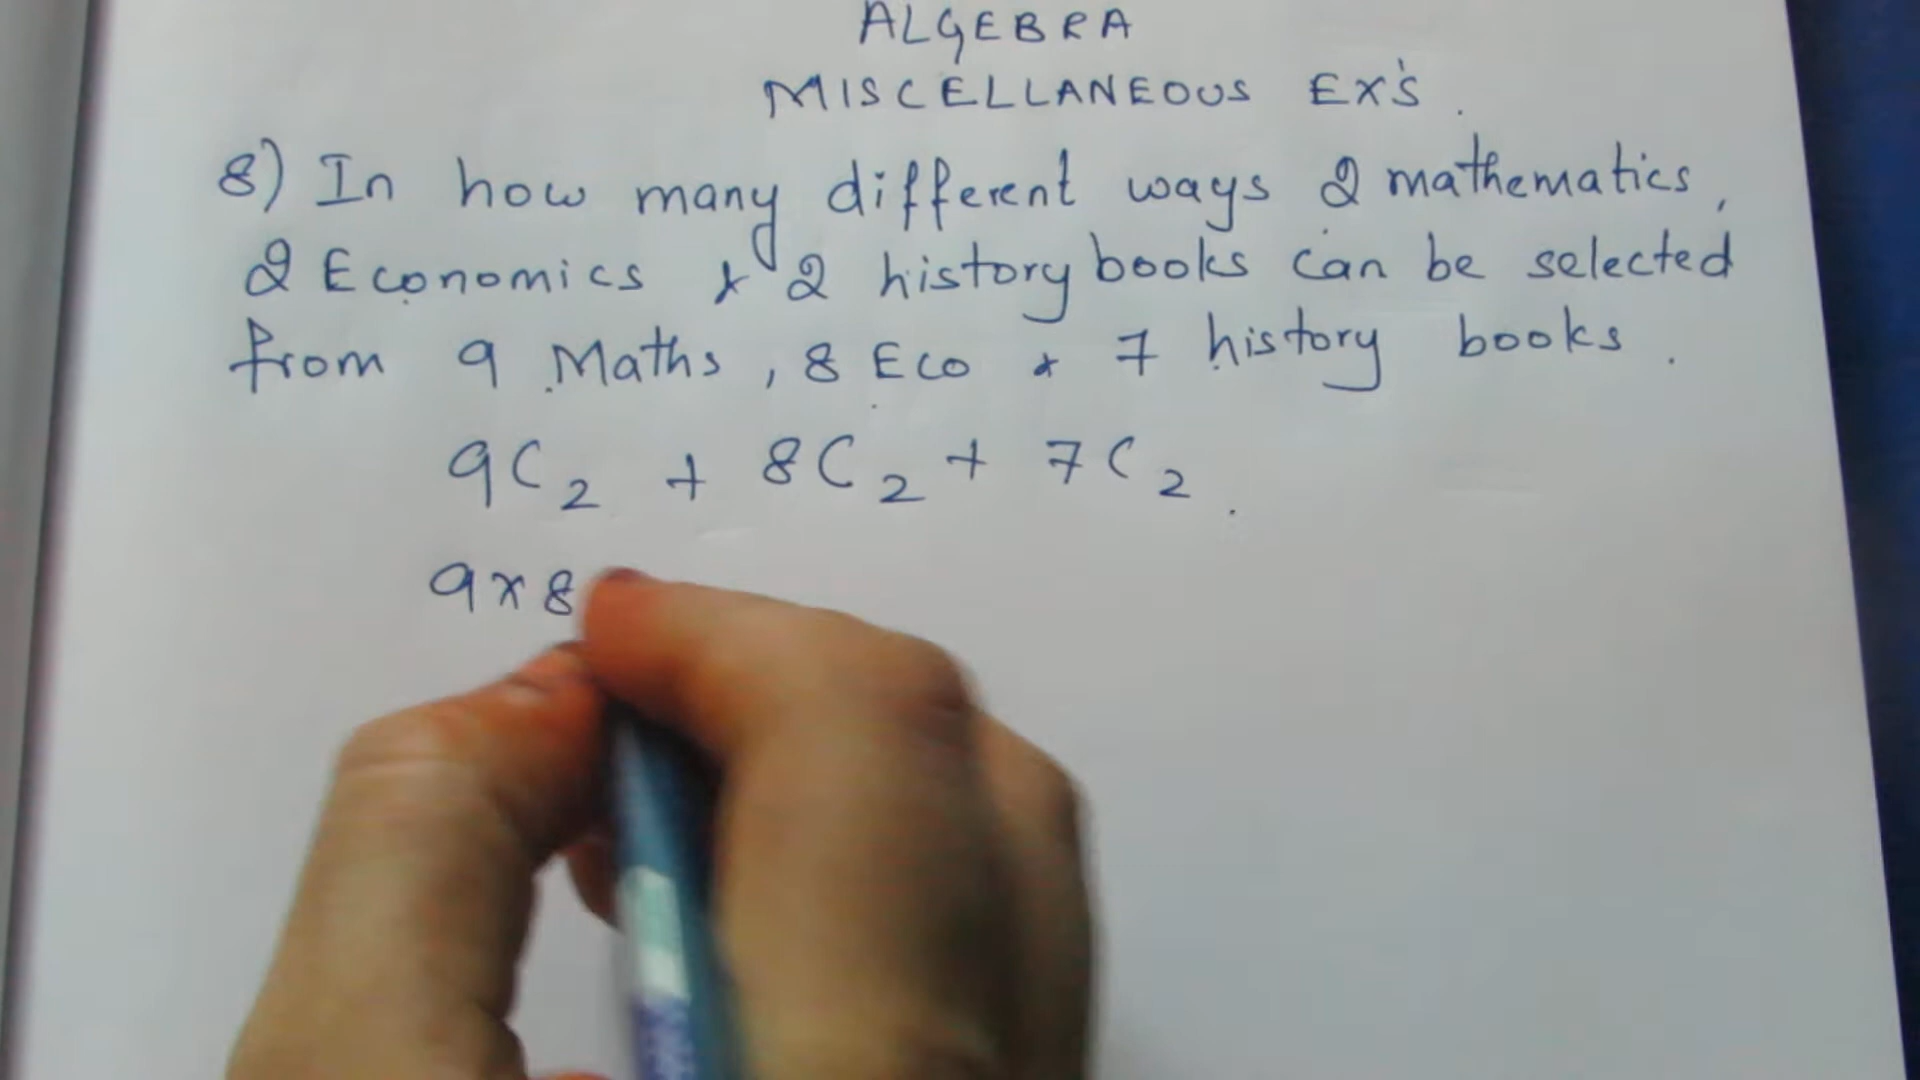 ALGEBRA
MISCELLANEOUS EX'S.
8) In how many different ways 2 mathematics,
2 Economics & 2 history books can be selected
from 9 Maths, 8 Eco & 7 history books.
9C₂ + 8C₂ + 7C₂.
9x8